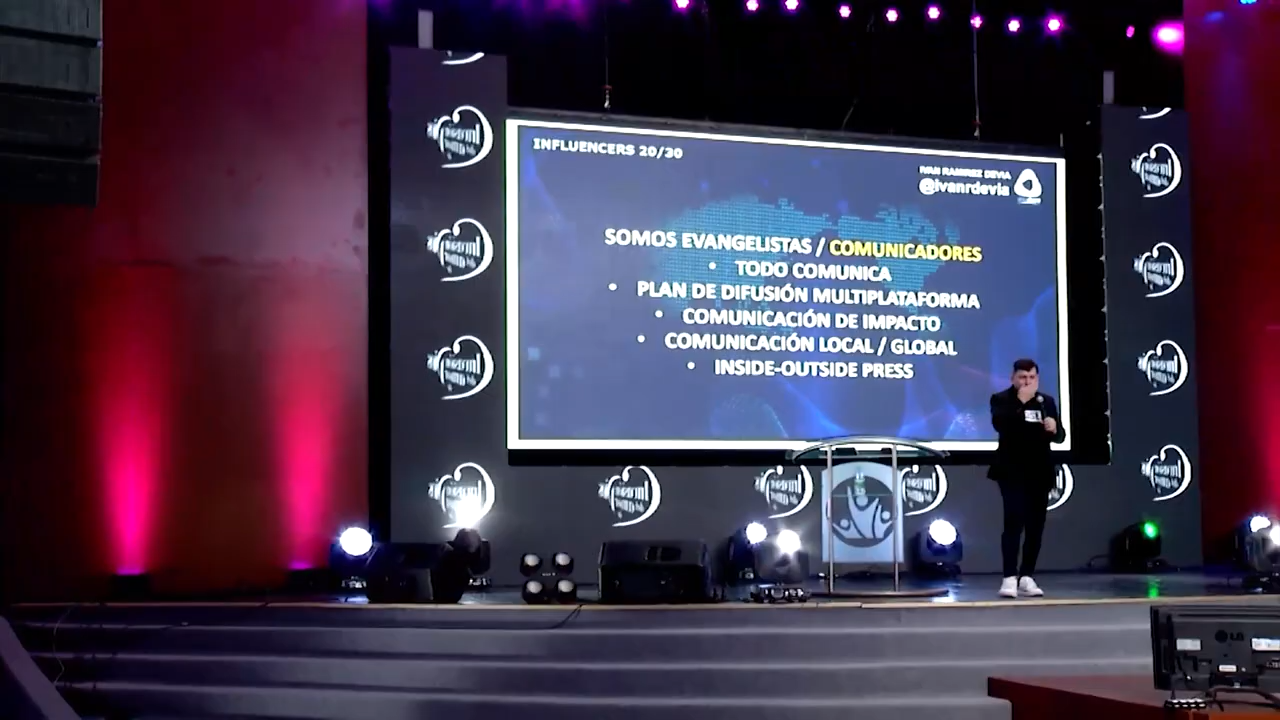 INFLUENCERS 20/30
IVAN RAMIREZ DEVIA
@ivanrdevia
SOMOS EVANGELISTAS / COMUNICADORES
• TODO COMUNICA
• PLAN DE DIFUSIÓN MULTIPLATAFORMA
• COMUNICACIÓN DE IMPACTO
• COMUNICACIÓN LOCAL / GLOBAL
• INSIDE-OUTSIDE PRESS
LG